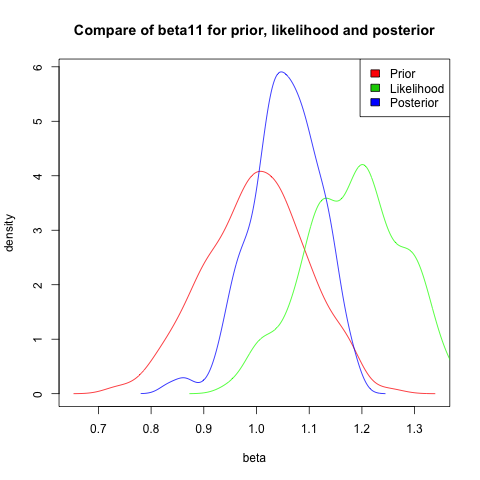 Compare of beta11 for prior, likelihood and posterior
Prior
Likelihood
Posterior
density
6
5
4
3
2
1
0
0.7 0.8 0.9 1.0 1.1 1.2 1.3
beta